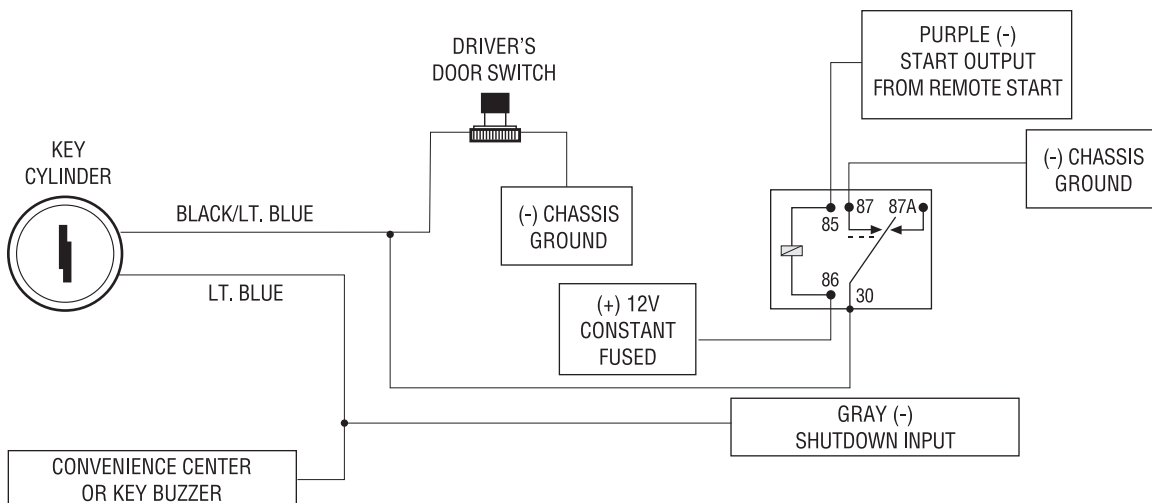 DRIVER'S
DOOR SWITCH
PURPLE (-)
START OUTPUT
FROM REMOTE START
KEY
CYLINDER
BLACK/LT. BLUE
(-) CHASSIS
GROUND
(-) CHASSIS
GROUND
87 87A
85
86
30
LT. BLUE
(+) 12V
CONSTANT
FUSED
GRAY (-)
SHUTDOWN INPUT
CONVENIENCE CENTER
OR KEY BUZZER